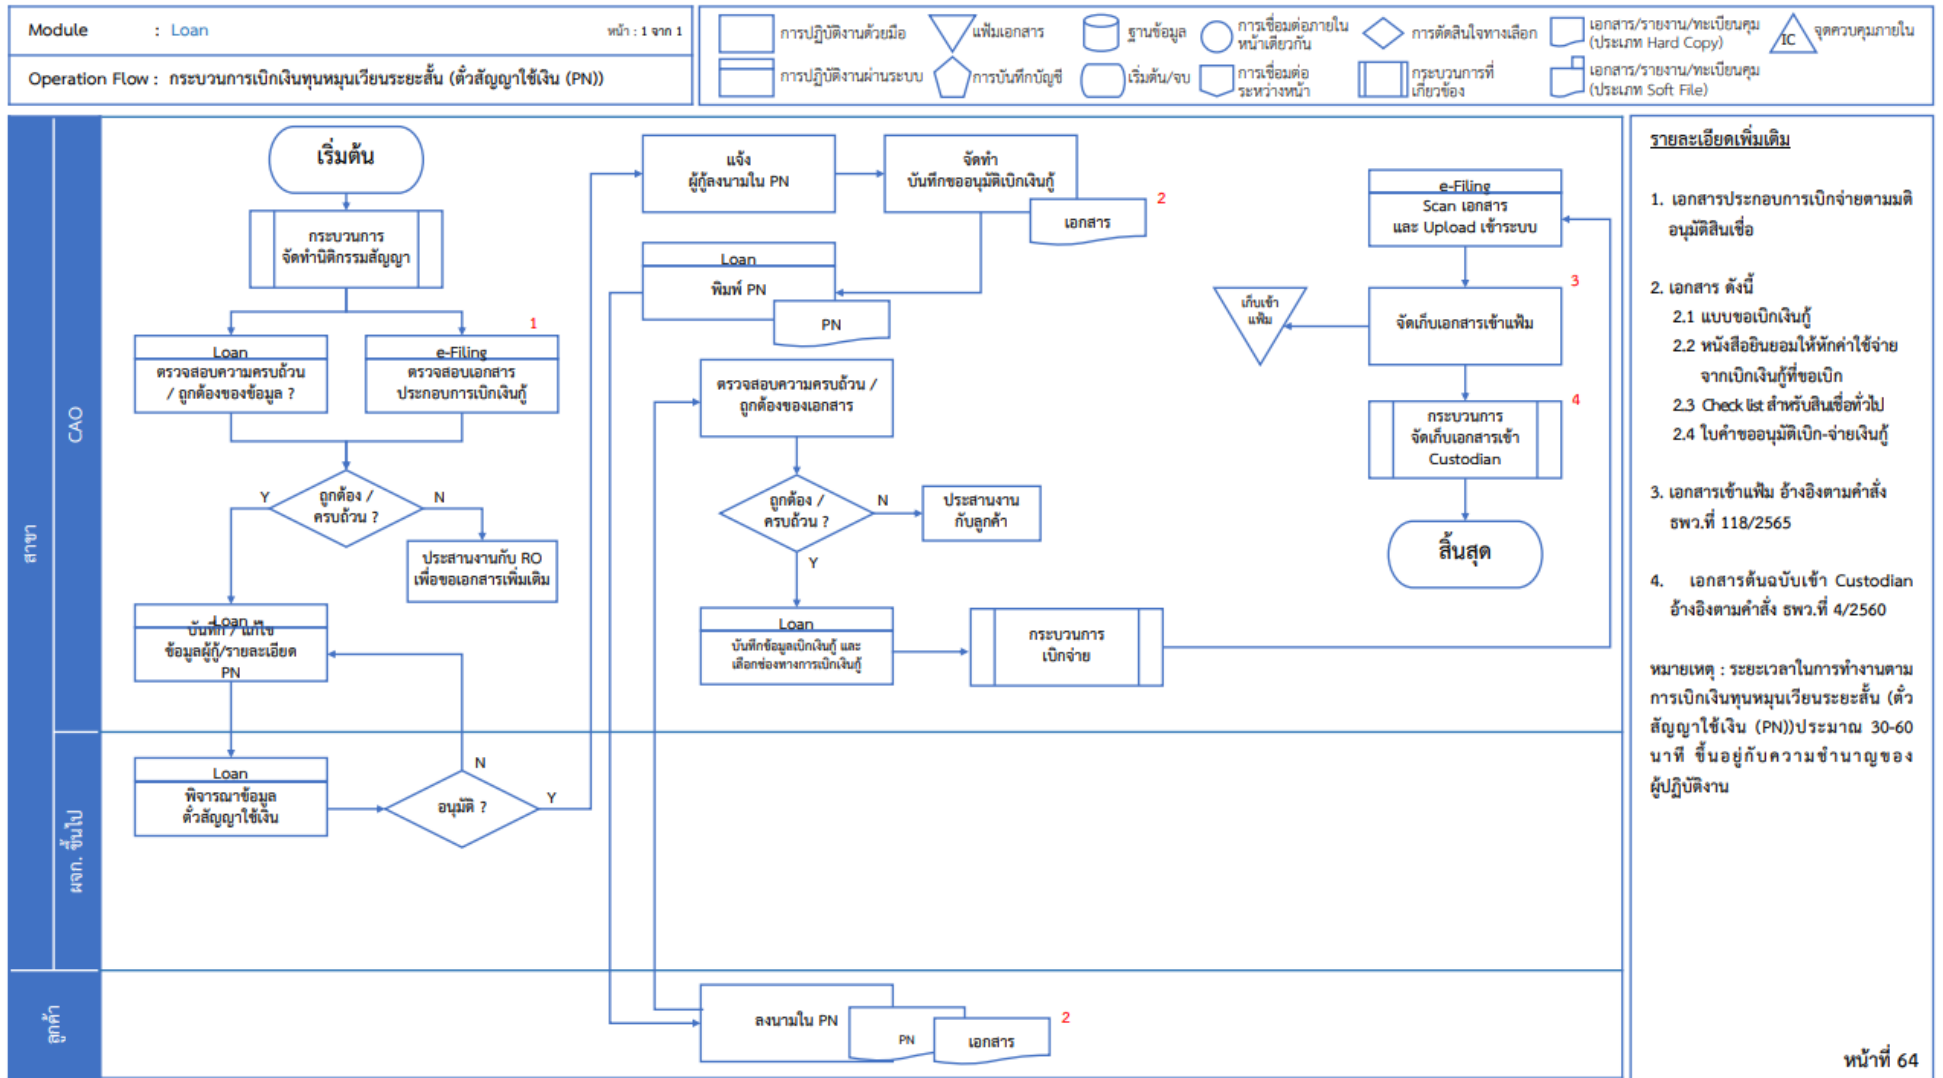 Module : Loan
หน้า : 1 จาก 1
Operation Flow : กระบวนการเบิกเงินทุนหมุนเวียนระยะสั้น (ตั๋วสัญญาใช้เงิน (PN))
การปฏิบัติงานด้วยมือ
แฟ้มเอกสาร
ฐานข้อมูล
การเชื่อมต่อภายใน
หน้าเดียวกัน
การตัดสินใจทางเลือก
เอกสาร/รายงาน/ทะเบียนคุม
(ประเภท Hard Copy)
IC
จุดควบคุมภายใน
การปฏิบัติงานผ่านระบบ
การบันทึกบัญชี
เริ่มต้น/จบ
การเชื่อมต่อ
ระหว่างหน้า
กระบวนการที่
เกี่ยวข้อง
เอกสาร/รายงาน/ทะเบียนคุม
(ประเภท Soft File)
สาขา
CAO
ผจก. ขึ้นไป
ลูกค้า
เริ่มต้น
กระบวนการ
จัดทำนิติกรรมสัญญา
Loan
ตรวจสอบความครบถ้วน
/ ถูกต้องของข้อมูล ?
1
e-Filing
ตรวจสอบเอกสาร
ประกอบการเบิกเงินกู้
Y
ถูกต้อง /
ครบถ้วน ?
N
ประสานงานกับ RO
เพื่อขอเอกสารเพิ่มเติม
Loan
บันทึก / แก้ไข
ข้อมูลผู้กู้/รายละเอียด
PN
Loan
พิจารณาข้อมูล
ตั๋วสัญญาใช้เงิน
N
อนุมัติ ?
Y
แจ้ง
ผู้กู้ลงนามใน PN
จัดทำ
บันทึกขออนุมัติเบิกเงินกู้
2
เอกสาร
Loan
พิมพ์ PN
PN
ตรวจสอบความครบถ้วน /
ถูกต้องของเอกสาร
ถูกต้อง /
ครบถ้วน ?
N
ประสานงาน
กับลูกค้า
Y
Loan
บันทึกข้อมูลเบิกเงินกู้ และ
เลือกช่องทางการเบิกเงินกู้
กระบวนการ
เบิกจ่าย
ลงนามใน PN
PN
เอกสาร
2
e-Filing
Scan เอกสาร
และ Upload เข้าระบบ
3
เก็บเข้า
แฟ้ม
จัดเก็บเอกสารเข้าแฟ้ม
4
กระบวนการ
จัดเก็บเอกสารเข้า
Custodian
สิ้นสุด
รายละเอียดเพิ่มเติม
1. เอกสารประกอบการเบิกจ่ายตามมติ
อนุมัติสินเชื่อ
2. เอกสาร ดังนี้
2.1 แบบขอเบิกเงินกู้
2.2 หนังสือยินยอมให้หักค่าใช้จ่าย
จากเบิกเงินกู้ที่ขอเบิก
2.3 Check list สำหรับสินเชื่อทั่วไป
2.4 ใบคำขออนุมัติเบิก-จ่ายเงินกู้
3. เอกสารเข้าแฟ้ม อ้างอิงตามคำสั่ง
ธพว.ที่ 118/2565
4. เอกสารต้นฉบับเข้า Custodian
อ้างอิงตามคำสั่ง ธพว.ที่ 4/2560
หมายเหตุ : ระยะเวลาในการทำงานตาม
การเบิกเงินทุนหมุนเวียนระยะสั้น (ตั๋ว
สัญญาใช้เงิน (PN))ประมาณ 30-60
นาที ขึ้นอยู่กับความชำนาญของ
ผู้ปฏิบัติงาน
หน้าที่ 64